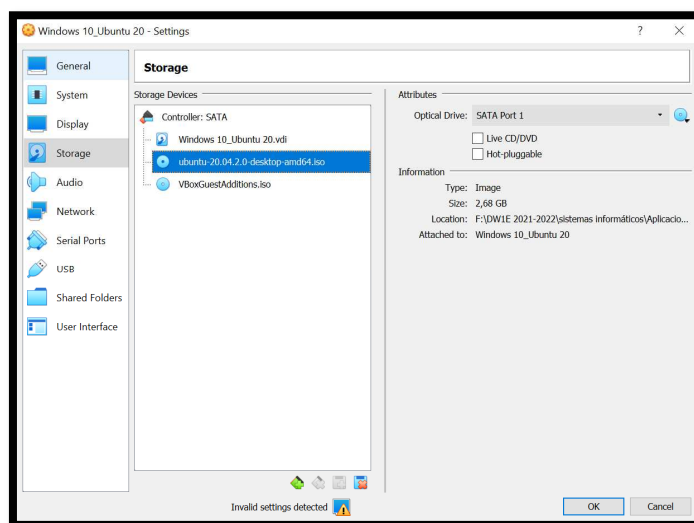 Windows 10_Ubuntu 20 - Settings
?
General
System
Display
Storage
Audio
Network
Serial Ports
USB
Shared Folders
User Interface
Storage
Storage Devices
Controller: SATA
Windows 10_Ubuntu 20.vdi
ubuntu-20.04.2.0-desktop-amd64.iso
VBoxGuestAdditions.iso
Attributes
Optical Drive: SATA Port 1
Live CD/DVD
Hot-pluggable
Information
Type: Image
Size: 2,68 GB
Location: F:\DW1E 2021-2022\sistemas informáticos\Aplicacio...
Attached to: Windows 10_Ubuntu 20
Invalid settings detected
OK
Cancel